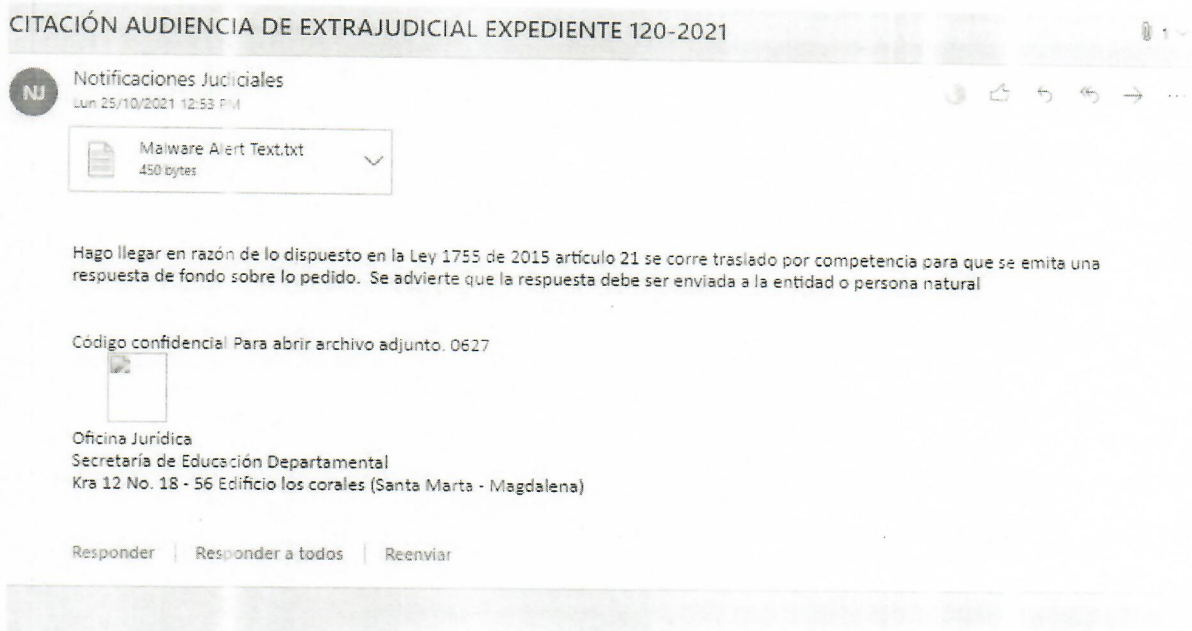 CITACIÓN AUDIENCIA DE EXTRAJUDICIAL EXPEDIENTE 120-2021
1
NJ
Notificaciones Judiciales
Lun 25/10/2021 12:53 PM
Malware Alert Text.txt
450 bytes
Hago llegar en razón de lo dispuesto en la Ley 1755 de 2015 artículo 21 se corre traslado por competencia para que se emita una
respuesta de fondo sobre lo pedido. Se advierte que la respuesta debe ser enviada a la entidad o persona natural
Código confidencial Para abrir archivo adjunto. 0627
Oficina Jurídica
Secretaría de Educación Departamental
Kra 12 No. 18 - 56 Edificio los corales (Santa Marta - Magdalena)
Responder | Responder a todos | Reenviar